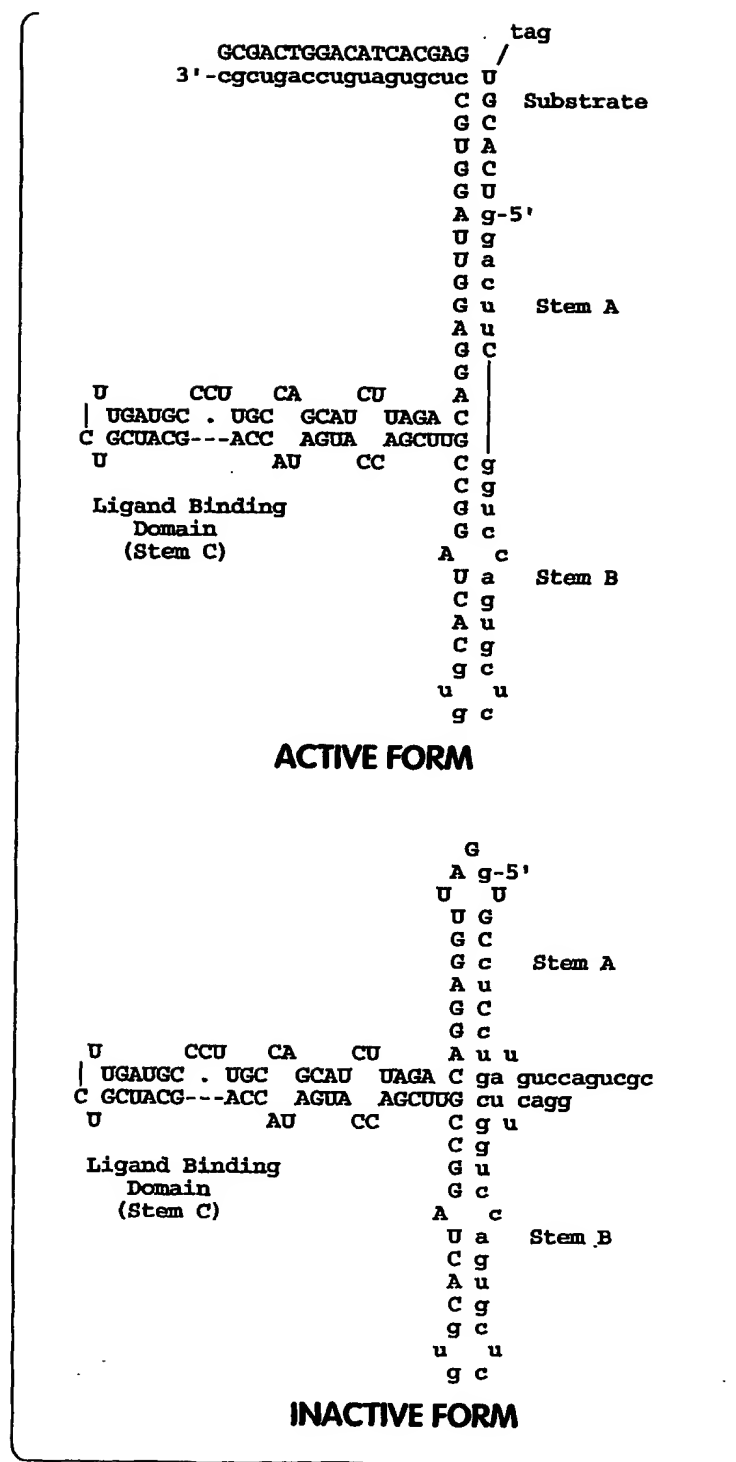 tag
GCGACTGGACATCACGAG /
3'-cgcugaccuguagugcuc U
C G Substrate
G C
U A
G C
G U
A g-5'
U g
U a
G c
G u Stem A
A u
G C
G
U CCU CA CU A
| UGAUGC . UGC GCAU UAGA C
C GCUACG---ACC AGUA AGCUUG
U AU CC C g
C g
Ligand Binding G u
Domain G c
(Stem C) A c
U a Stem B
C g
A u
C g
g c
u u
g c
ACTIVE FORM
G
A g-5'
U U
U G
G C
G c Stem A
A u
G C
G c
U CCU CA CU A u u
| UGAUGC . UGC GCAU UAGA C ga guccagucgc
C GCUACG---ACC AGUA AGCUUG cu cagg
U AU CC C g u
C g
Ligand Binding G u
Domain G c
(Stem C) A c
U a Stem B
C g
A u
C g
g c
u u
g c
INACTIVE FORM